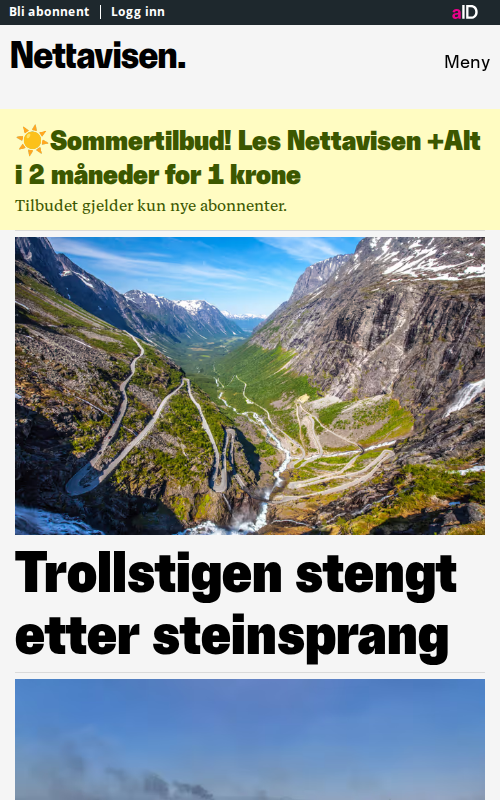 Bli abonnent
Logg inn
aID
Nettavisen.
Meny
☀️Sommertilbud! Les Nettavisen +Alt
i 2 måneder for 1 krone
Tilbudet gjelder kun nye abonnenter.
Trollstigen stengt
etter steinsprang